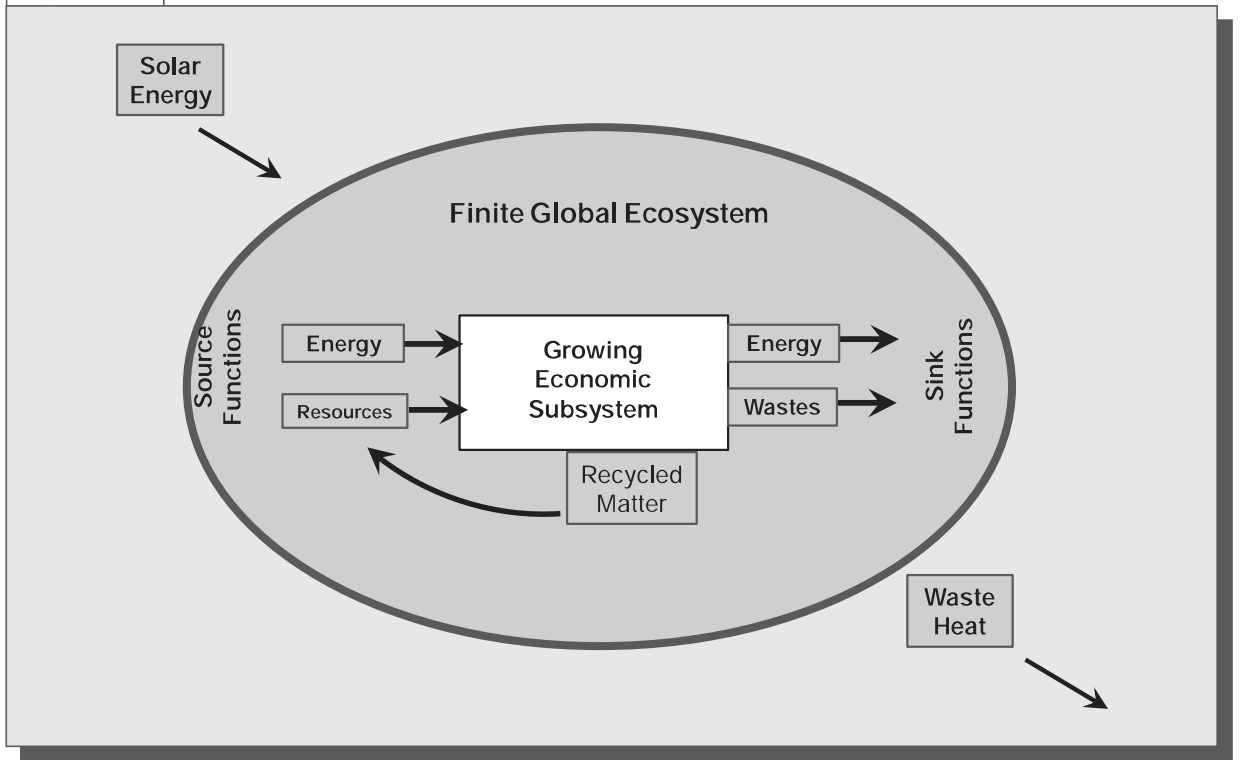 Solar
Energy
Finite Global Ecosystem
Source
Functions
Energy
Resources
Growing
Economic
Subsystem
Energy
Wastes
Sink
Functions
Recycled
Matter
Waste
Heat